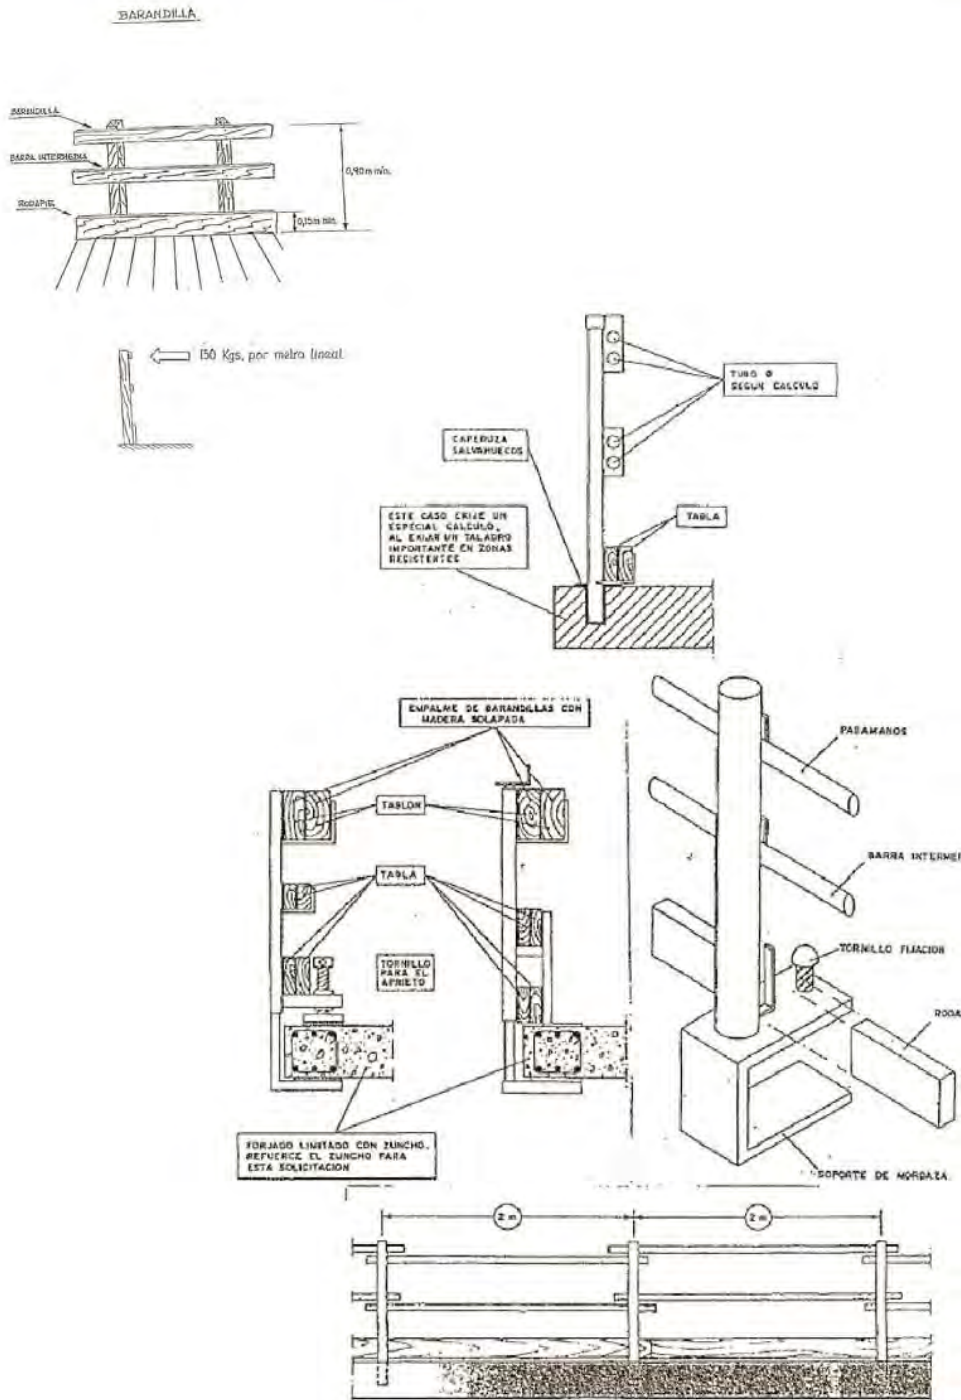 BARANDILLA
BARANDILLA
BARRA INTERMEDIA
RODAPIE
0,90 m min.
0,15 m min.
150 Kgs, por metro lineal
TUBO Ø
SEGUN CALCULO
CAPERUZA
SALVAHUECOS
ESTE CASO EXIJE UN
ESPECIAL CALCULO,
AL EXIJIR UN TALADRO
IMPORTANTE EN ZONAS
RESISTENTES
TABLA
EMPALME DE BARANDILLAS CON
MADERA SOLAPADA
PASAMANOS
TABLON
BARRA INTERMED
TABLA
TORNILLO
PARA EL
APRIETO
TORNILLO FIJACION
RODA
FORJADO LIMITADO CON ZUNCHO.
REFUERCE EL ZUNCHO PARA
ESTA SOLICITACION
SOPORTE DE MORDAZA
2 m
2 m